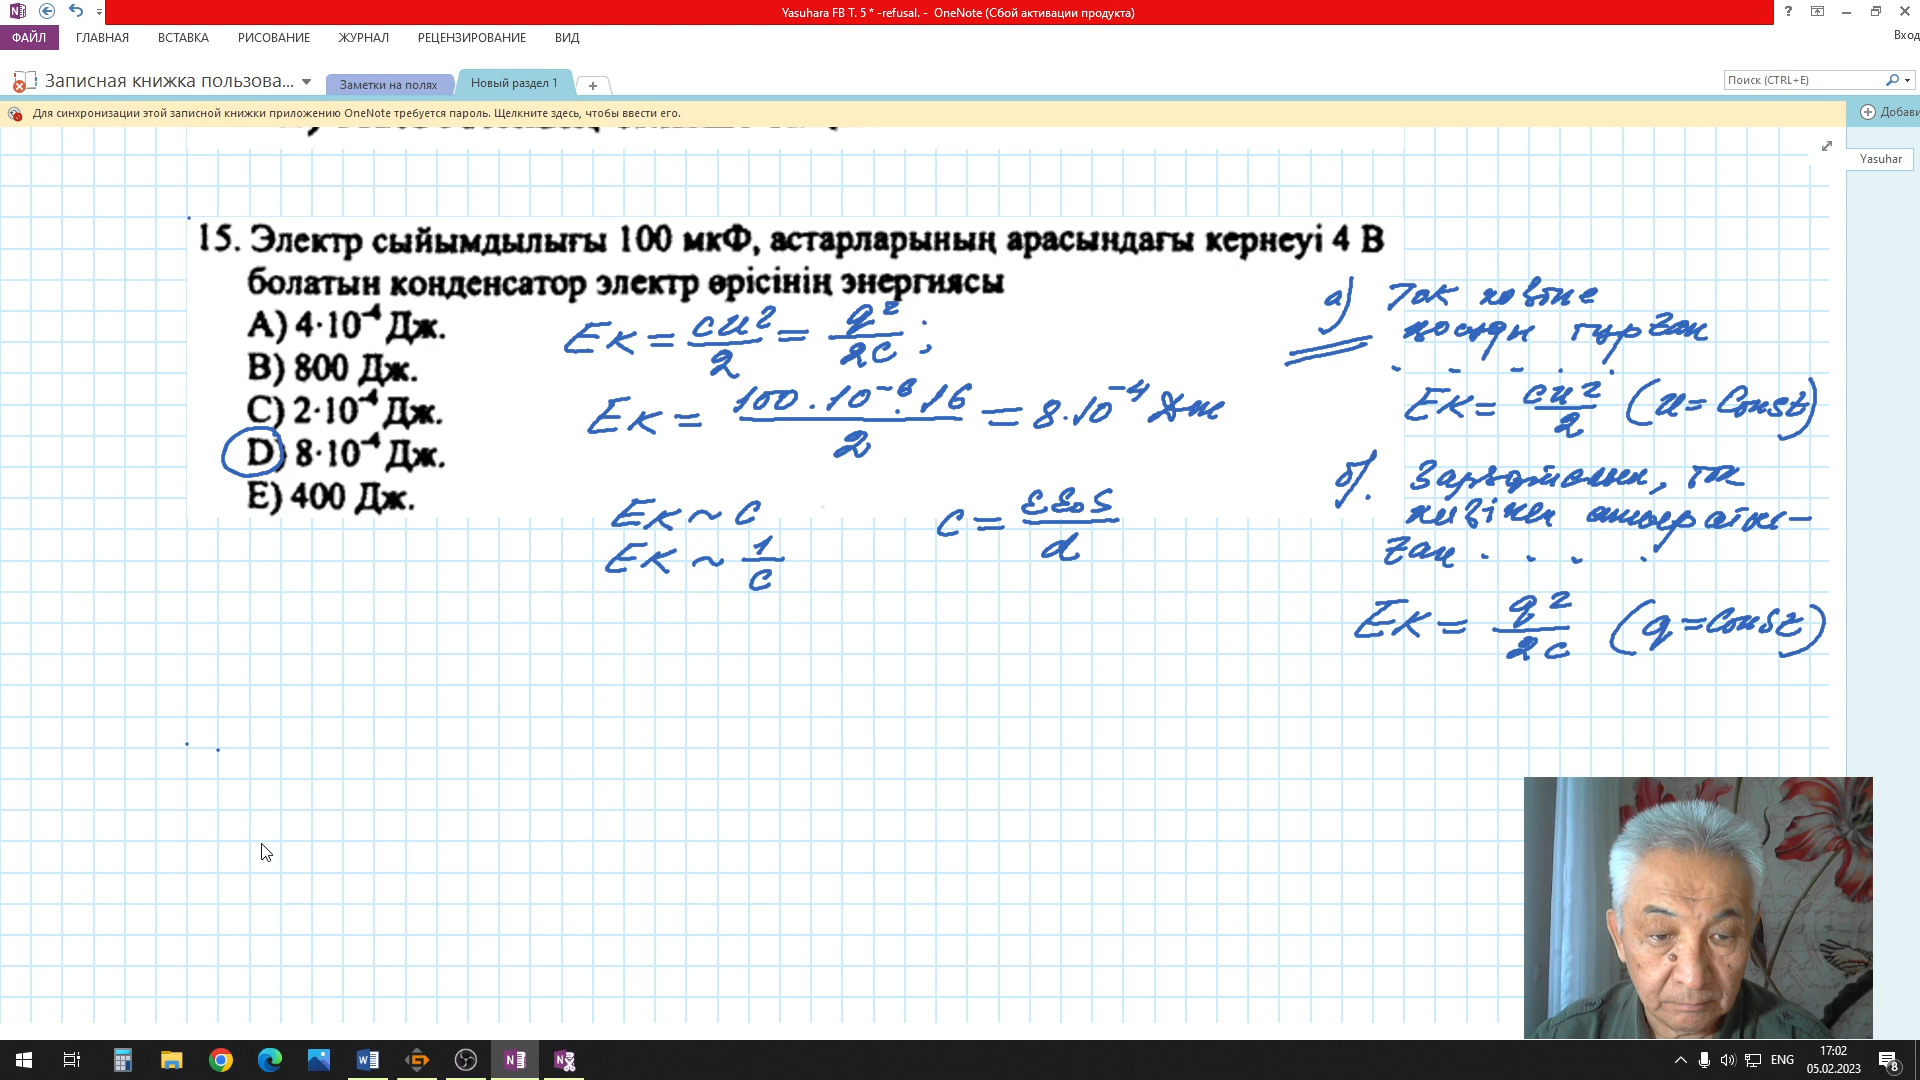 Yasuhara FB T. 5 * -refusal. - OneNote (Сбой активации продукта)
ФАЙЛ ГЛАВНАЯ ВСТАВКА РИСОВАНИЕ ЖУРНАЛ РЕЦЕНЗИРОВАНИЕ ВИД
Вход
Записная книжка пользова... Заметки на полях Новый раздел 1
Поиск (CTRL+E)
Для синхронизации этой записной книжки приложению OneNote требуется пароль. Щелкните здесь, чтобы ввести его.
Добави
Yasuhar
15. Электр сыйымдылығы 100 мкФ, астарларының арасындағы кернеуі 4 В
болатын конденсатор электр өрісінің энергиясы
A) 4·10⁻⁴ Дж.
B) 800 Дж.
C) 2·10⁻⁴ Дж.
D) 8·10⁻⁴ Дж.
E) 400 Дж.
Eк = cu²/2 = q²/2c ;
Eк = 100·10⁻⁶·16/2 = 8·10⁻⁴ Дж
Eк ~ c
Eк ~ 1/c
c = εε₀s/d
а) Ток көзіне
қосулы тұрған
. . . . .
Eк = cu²/2 (u = const)
б). Зарядталып, ток
көзінен ажыратыл-
ған . . . .
Eк = q²/2c (q = const)
ENG
17:02
05.02.2023
8